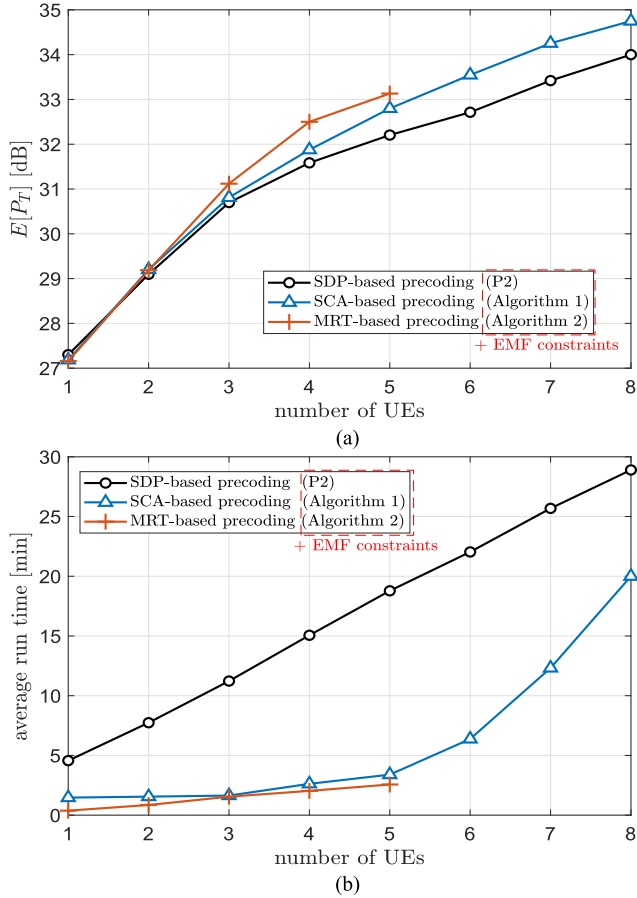 35
34
33
32
31
30
29
28
27
E[P_T] [dB]
SDP-based precoding (P2)
SCA-based precoding (Algorithm 1)
MRT-based precoding (Algorithm 2)
+ EMF constraints
1 2 3 4 5 6 7 8
number of UEs
(a)
30
25
20
15
10
5
0
average run time [min]
SDP-based precoding (P2)
SCA-based precoding (Algorithm 1)
MRT-based precoding (Algorithm 2)
+ EMF constraints
1 2 3 4 5 6 7 8
number of UEs
(b)